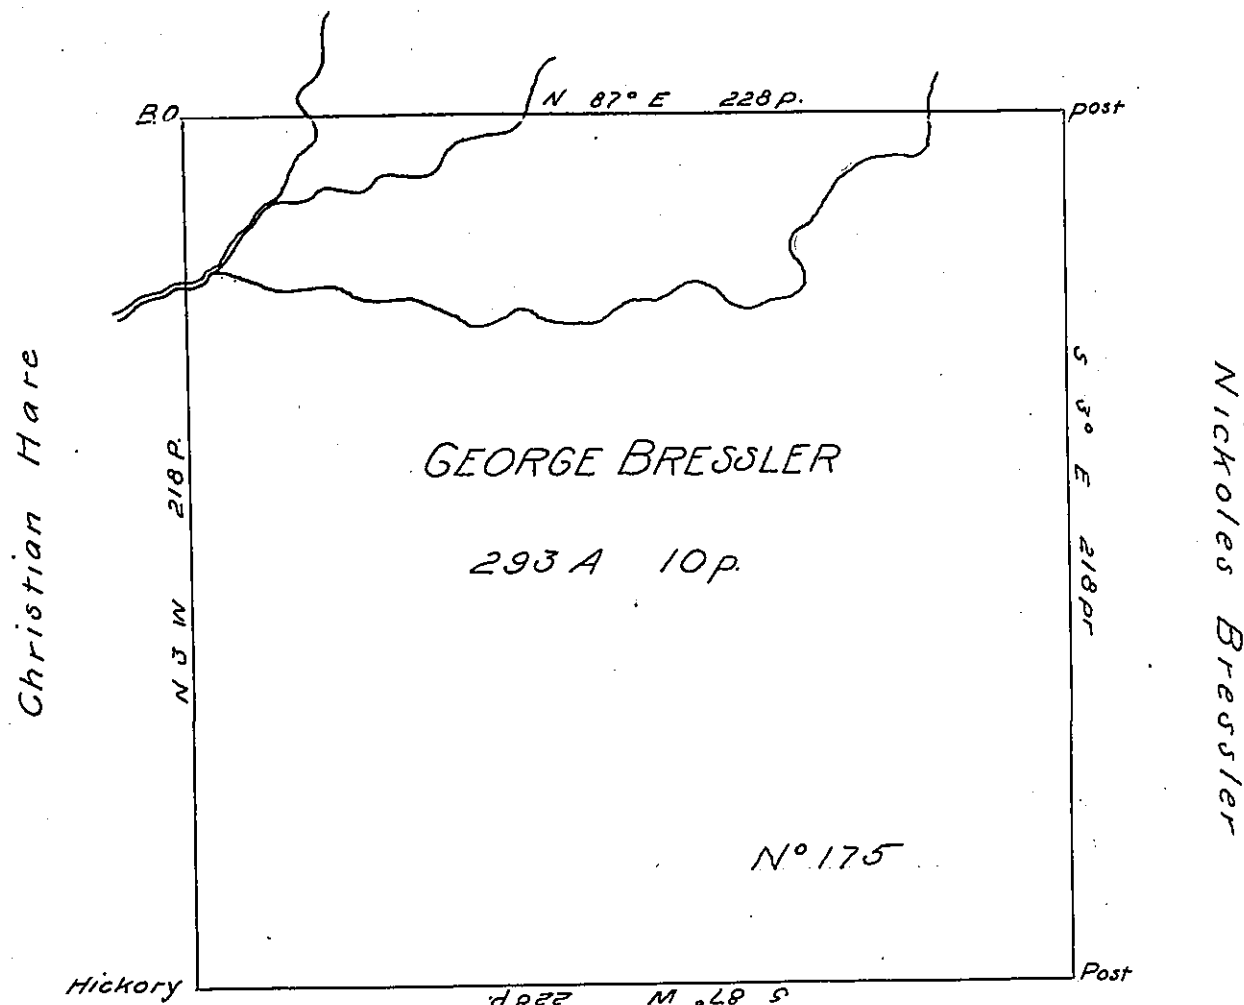 B.O
N 87° E 228 P.
post
Christian Hare
N 3 W 218 P.
GEORGE BRESSLER
293 A 10 p.
S 3° E 218 pr
Nickoles Bressler
N° 175
Hickory
S 87° W 228 p.
Post